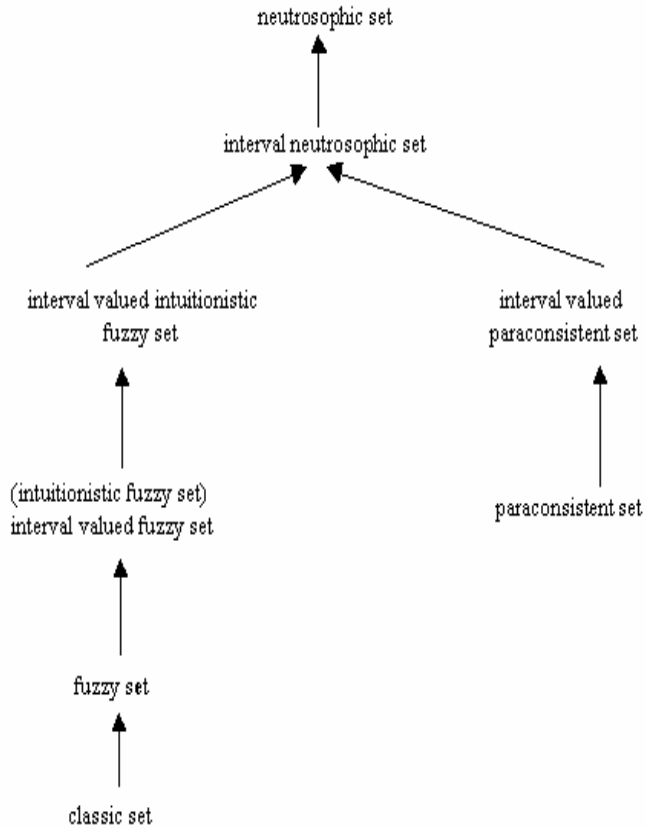 neutrosophic set
interval neutrosophic set
interval valued intuitionistic
fuzzy set
interval valued
paraconsistent set
(intuitionistic fuzzy set)
interval valued fuzzy set
paraconsistent set
fuzzy set
classic set